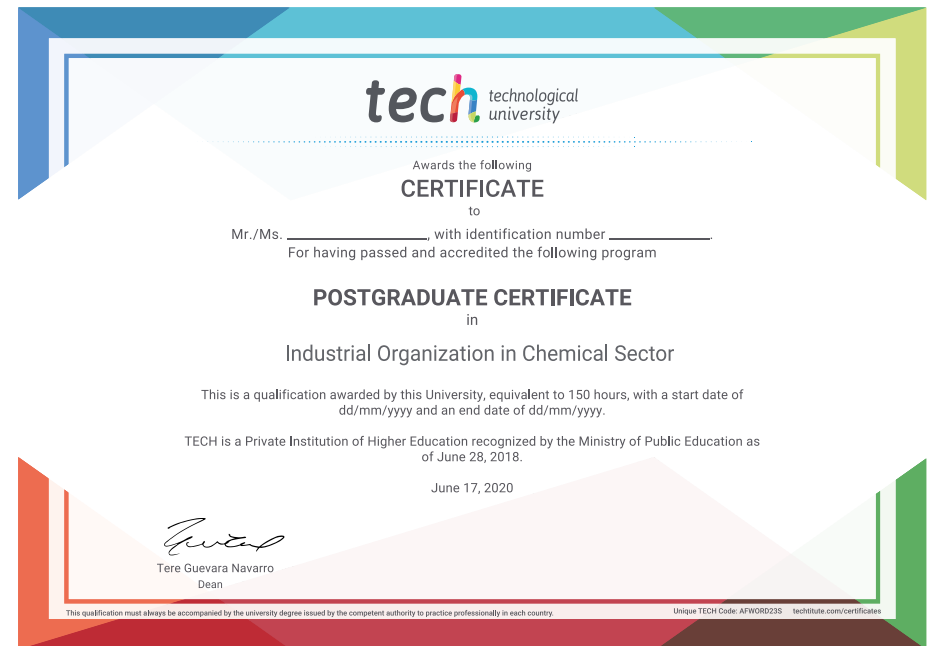 tech technological
university
Awards the following
CERTIFICATE
to
Mr./Ms. ____________________, with identification number ______________.
For having passed and accredited the following program
POSTGRADUATE CERTIFICATE
in
Industrial Organization in Chemical Sector
This is a qualification awarded by this University, equivalent to 150 hours, with a start date of
dd/mm/yyyy and an end date of dd/mm/yyyy.
TECH is a Private Institution of Higher Education recognized by the Ministry of Public Education as
of June 28, 2018.
June 17, 2020
Tere Guevara Navarro
Dean
This qualification must always be accompanied by the university degree issued by the competent authority to practice professionally in each country.
Unique TECH Code: AFWORD23S techtitute.com/certificates